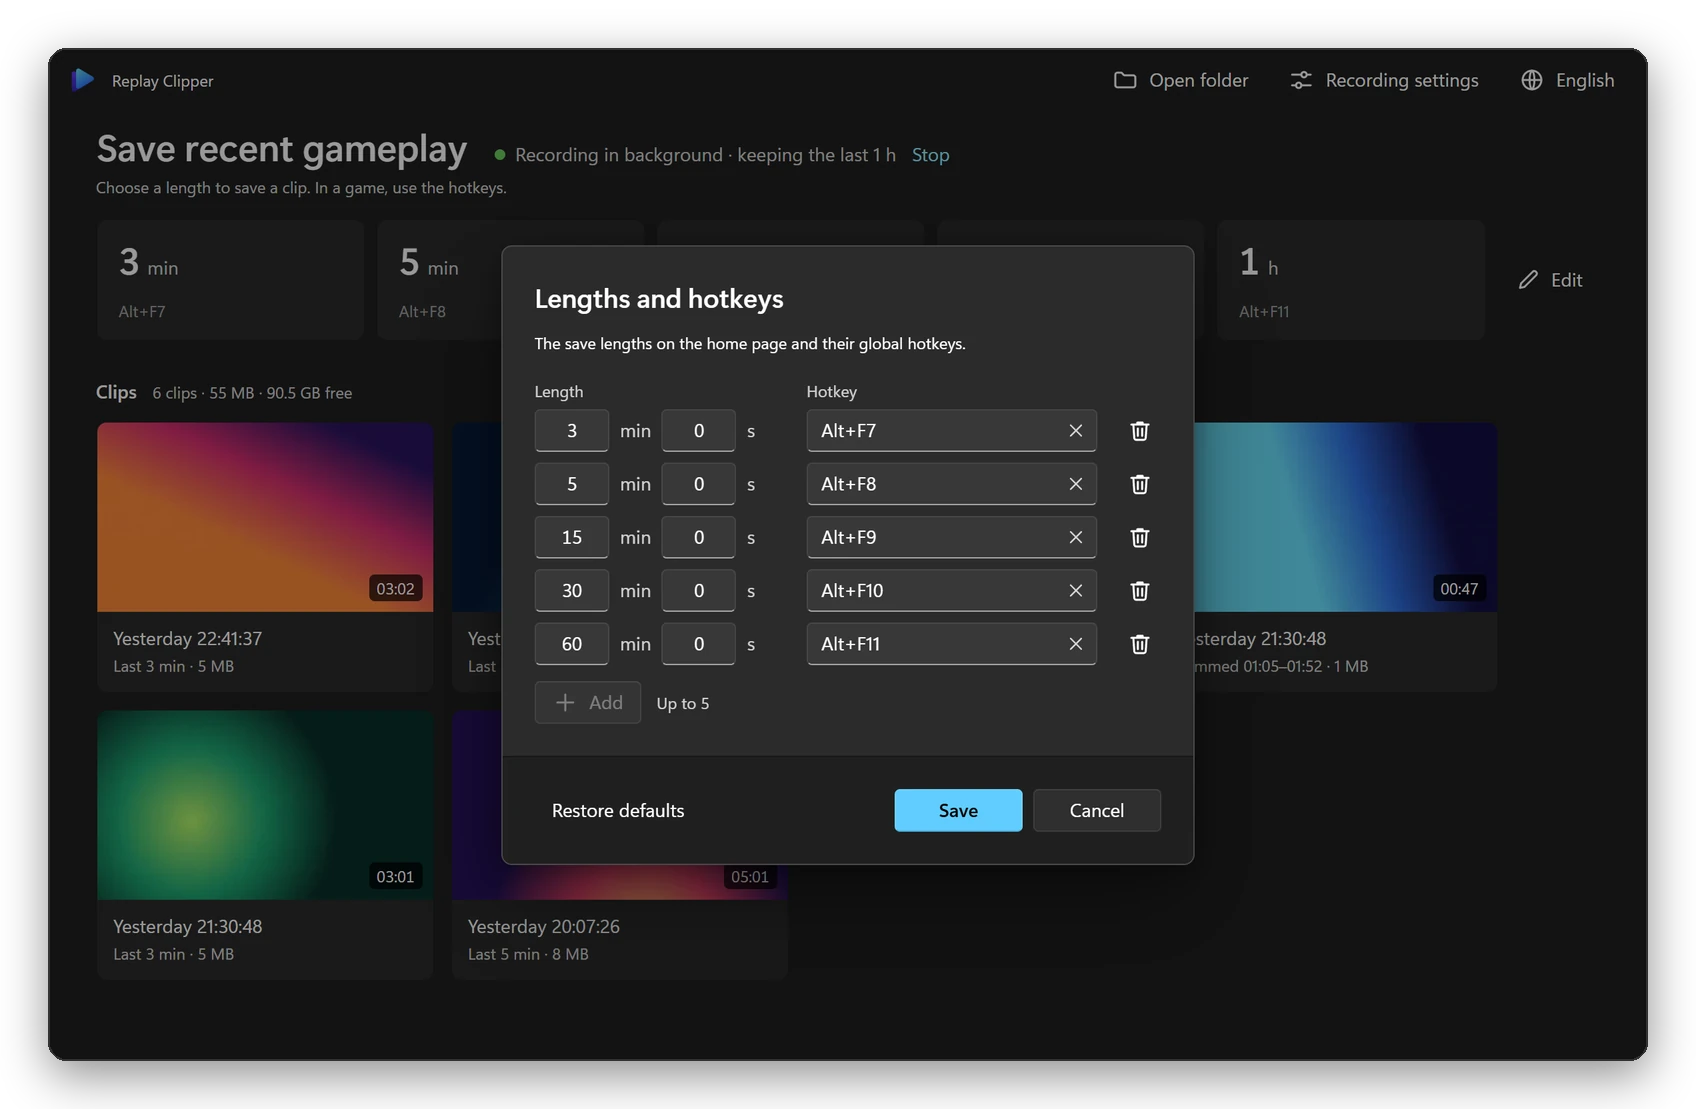 Replay Clipper
Open folder
Recording settings
English
Save recent gameplay
Recording in background · keeping the last 1 h Stop
Choose a length to save a clip. In a game, use the hotkeys.
3 min
Alt+F7
5 min
Alt+F8
1 h
Alt+F11
Edit
Clips 6 clips · 55 MB · 90.5 GB free
03:02
Yesterday 22:41:37
Last 3 min · 5 MB
Yest
Last
00:47
sterday 21:30:48
mmed 01:05–01:52 · 1 MB
03:01
Yesterday 21:30:48
Last 3 min · 5 MB
05:01
Yesterday 20:07:26
Last 5 min · 8 MB
Lengths and hotkeys
The save lengths on the home page and their global hotkeys.
Length Hotkey
3 min 0 s Alt+F7
5 min 0 s Alt+F8
15 min 0 s Alt+F9
30 min 0 s Alt+F10
60 min 0 s Alt+F11
Add Up to 5
Restore defaults Save Cancel